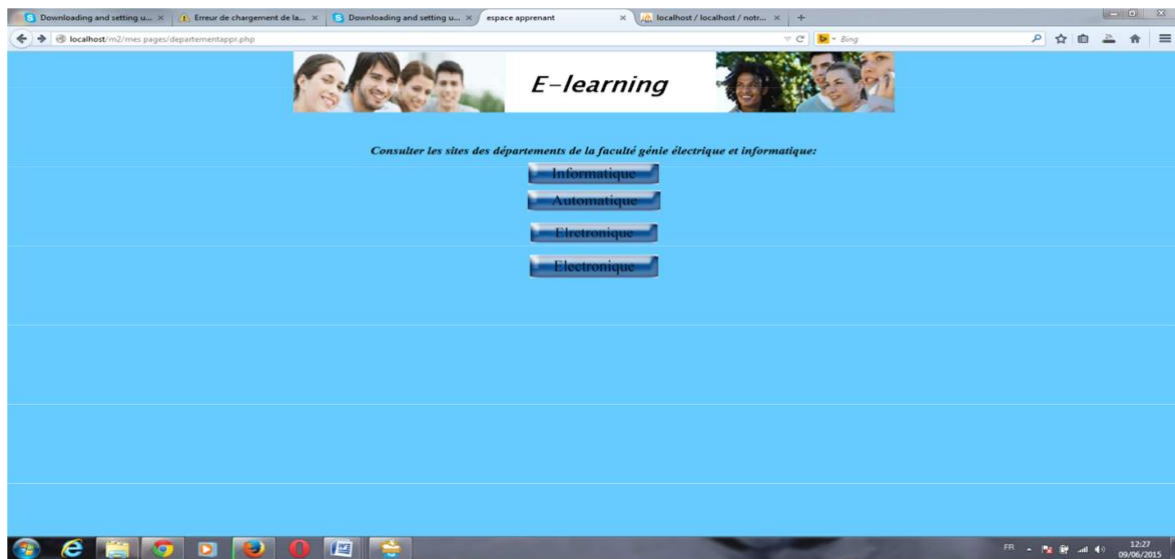 Downloading and setting u...
Erreur de chargement de la...
Downloading and setting u...
espace apprenant
localhost / localhost / notr...
localhost/m2/mes pages/departementappr.php
Bing
E-learning
Consulter les sites des départements de la faculté génie électrique et informatique:
Informatique
Automatique
Elrctronique
Electronique
FR
12:27
09/06/2015